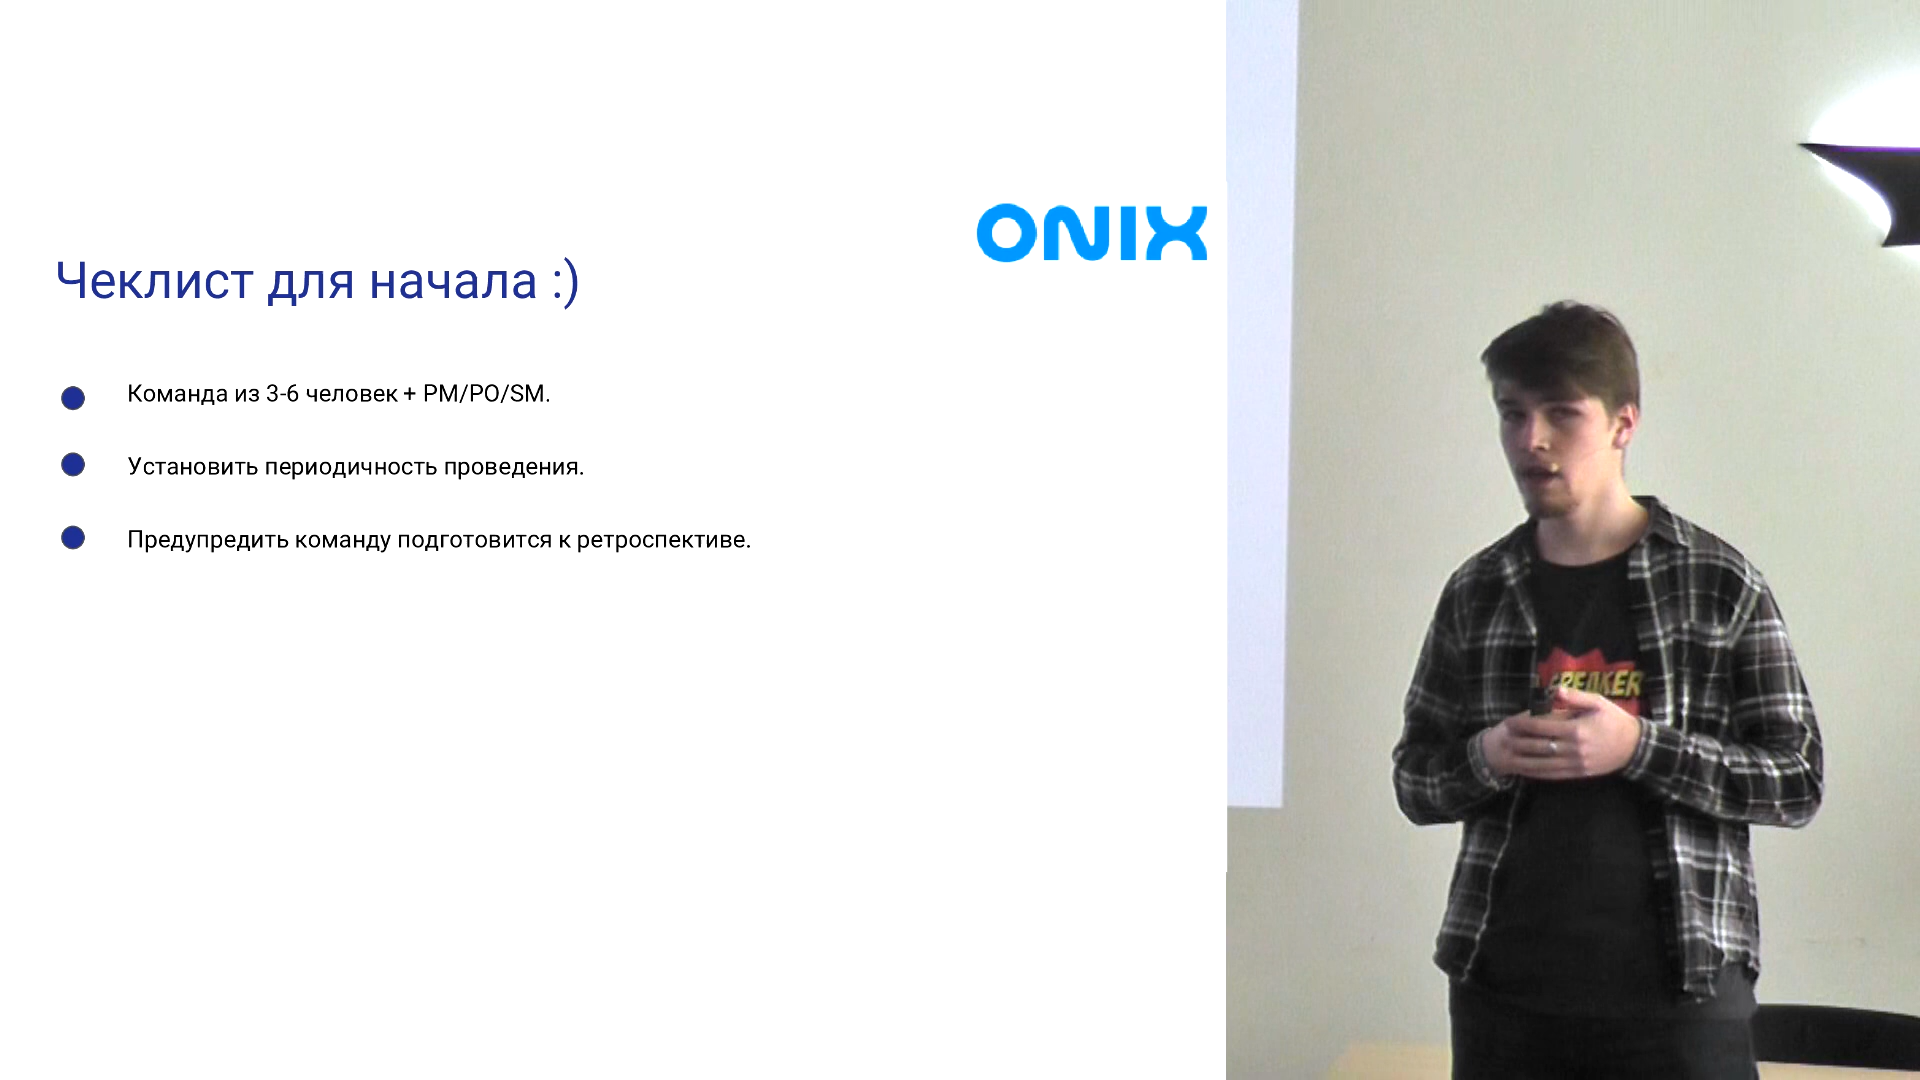 ONIX
Чеклист для начала :)
Команда из 3-6 человек + PM/PO/SM.
Установить периодичность проведения.
Предупредить команду подготовится к ретроспективе.